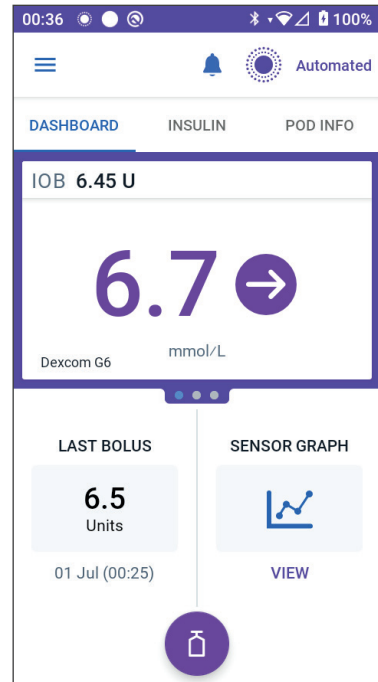 00:36 100%
Automated
DASHBOARD INSULIN POD INFO
IOB 6.45 U
6.7
mmol/L
Dexcom G6
LAST BOLUS SENSOR GRAPH
6.5
Units
01 Jul (00:25) VIEW